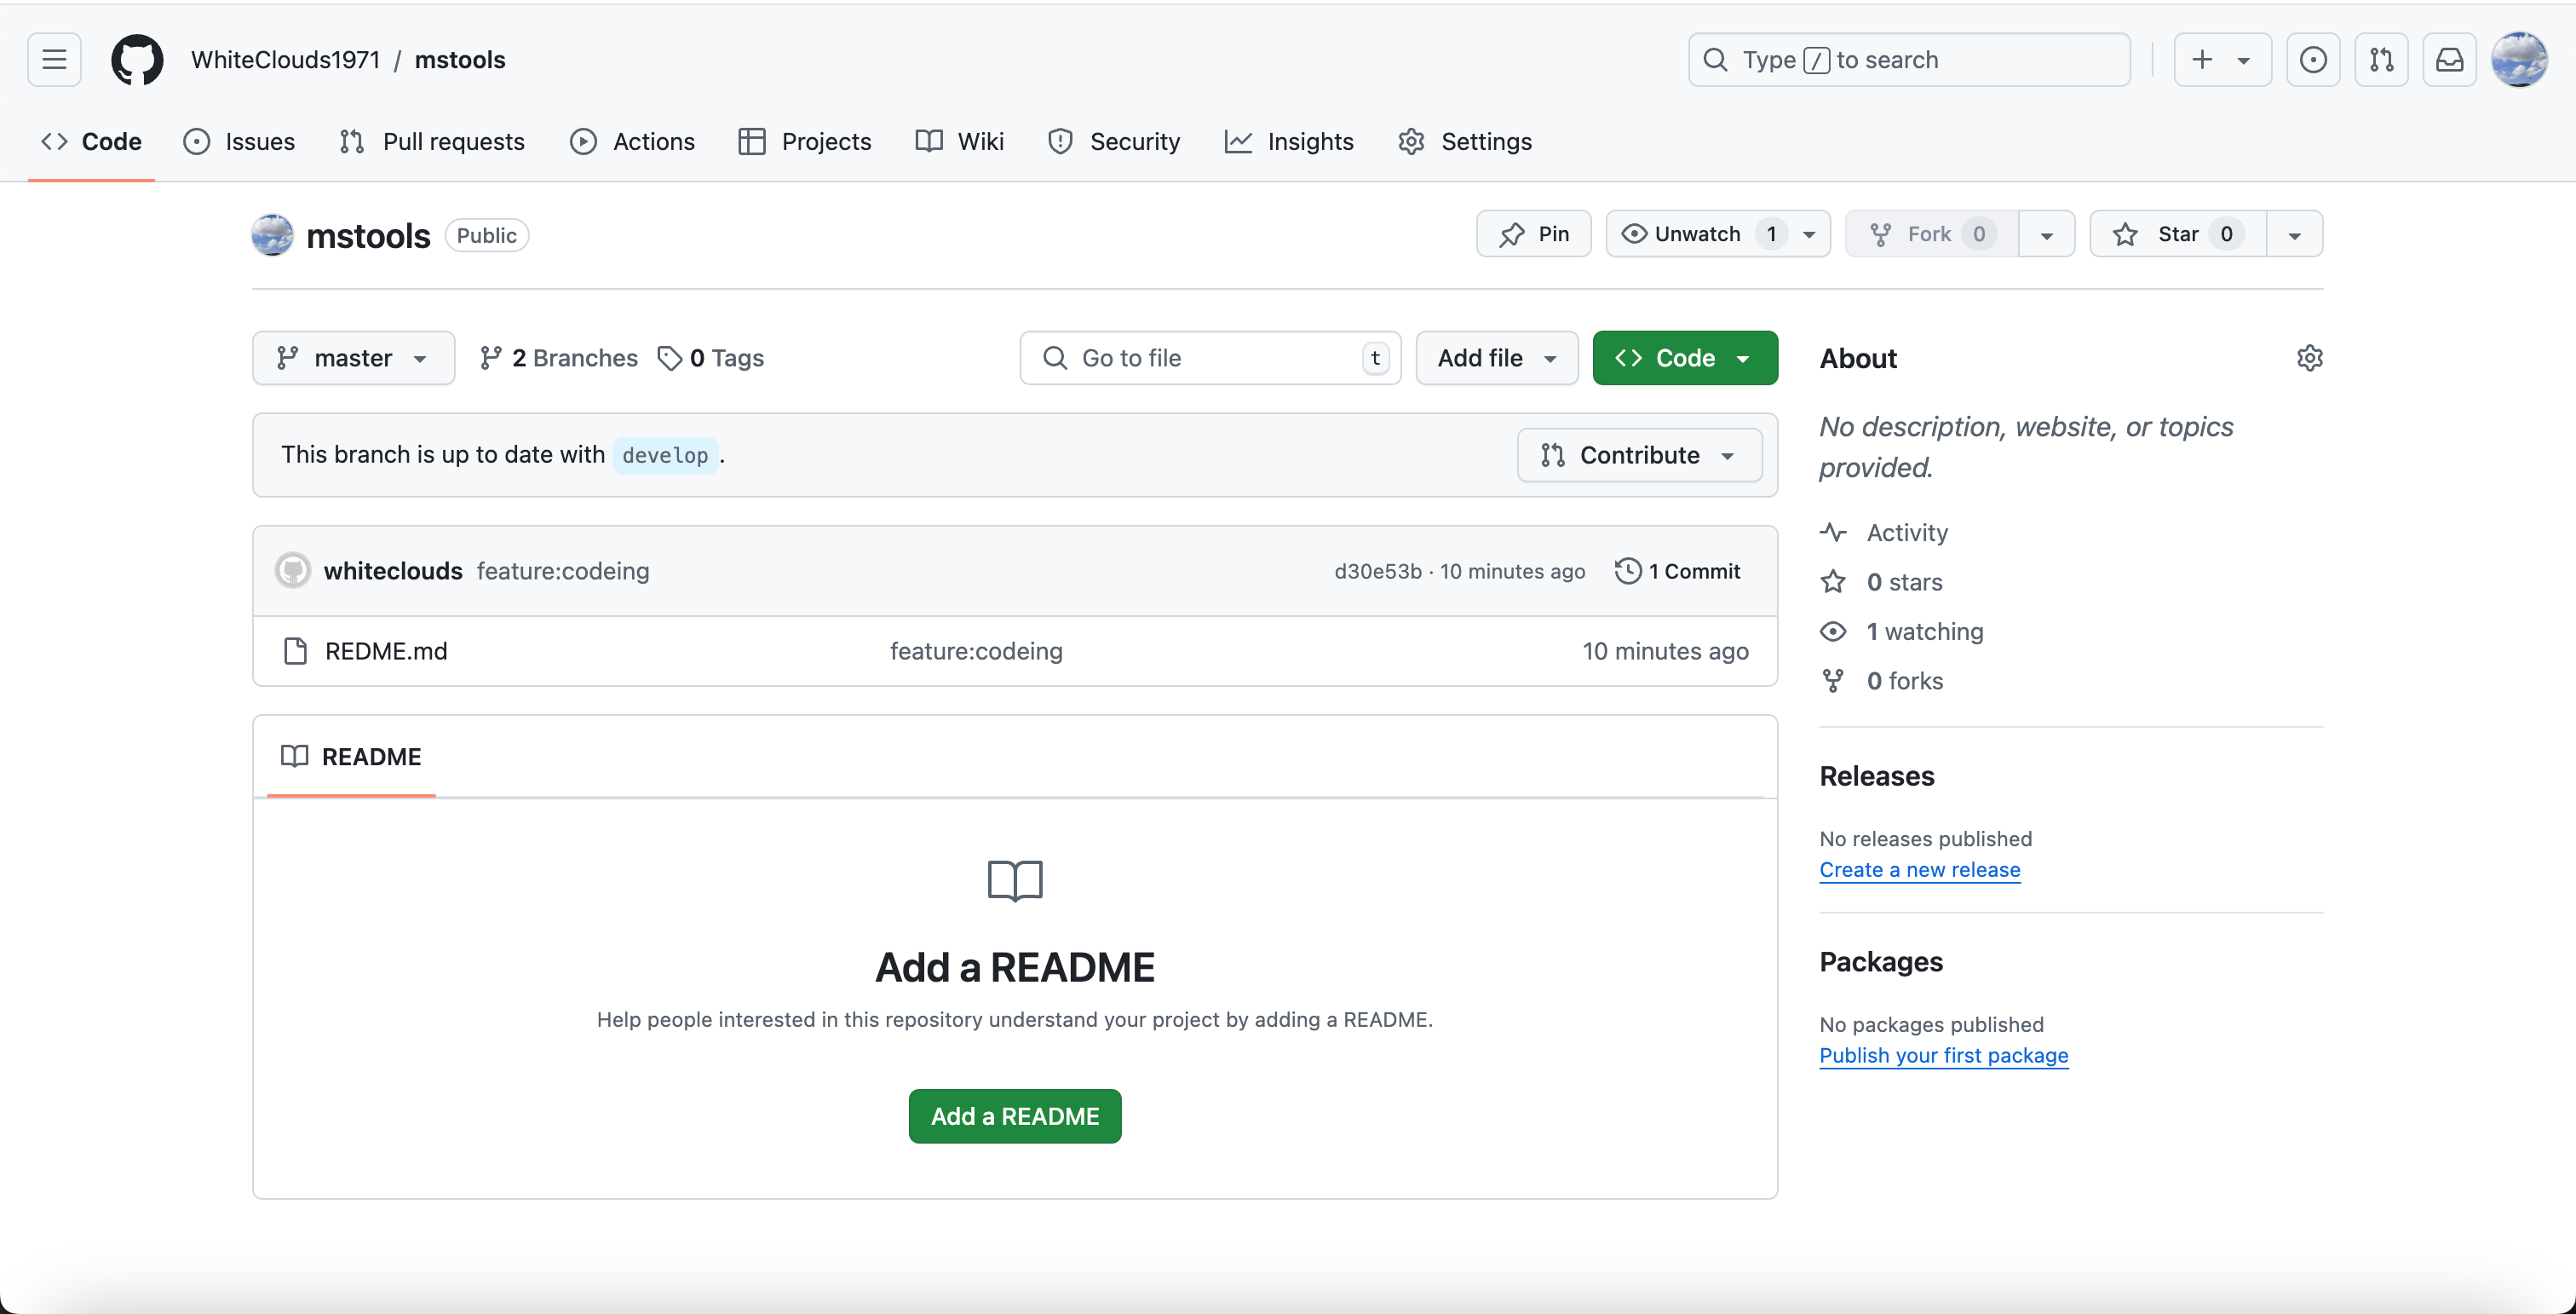 WhiteClouds1971 / mstools
Type / to search
Code Issues Pull requests Actions Projects Wiki Security Insights Settings
mstools Public
Pin Unwatch 1 Fork 0 Star 0
master 2 Branches 0 Tags Go to file t Add file Code
This branch is up to date with develop.
Contribute
whiteclouds feature:codeing d30e53b · 10 minutes ago 1 Commit
REDME.md feature:codeing 10 minutes ago
README
Add a README
Help people interested in this repository understand your project by adding a README.
Add a README
About
No description, website, or topics
provided.
Activity
0 stars
1 watching
0 forks
Releases
No releases published
Create a new release
Packages
No packages published
Publish your first package